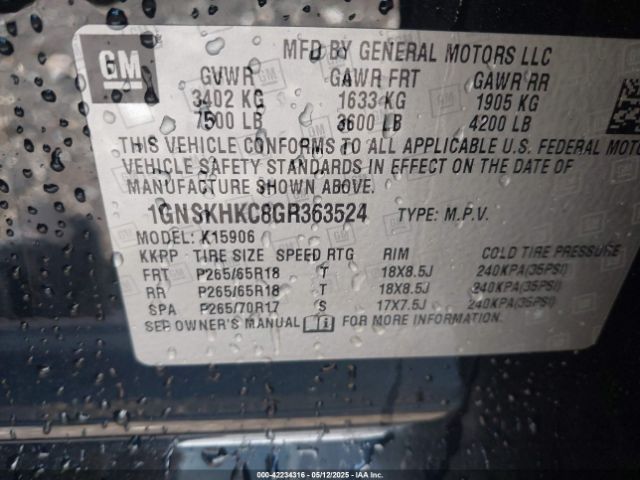 GM
MFD BY GENERAL MOTORS LLC
GVWR GAWR FRT GAWR RR
3402 KG 1633 KG 1905 KG
7500 LB 3600 LB 4200 LB
THIS VEHICLE CONFORMS TO ALL APPLICABLE U.S. FEDERAL MOTO
VEHICLE SAFETY STANDARDS IN EFFECT ON THE DATE OF
MANUFACTURE SHOWN ABOVE.
1GNSKHKC8GR363524 TYPE: M.P.V.
MODEL: K15906
KKPP TIRE SIZE SPEED RTG RIM COLD TIRE PRESSURE
FRT P265/65R18 T 18X8.5J 240KPA(35PSI)
RR P265/65R18 T 18X8.5J 240KPA(35PSI)
SPA P265/70R17 S 17X7.5J 240KPA(35PSI)
SEE OWNER'S MANUAL FOR MORE INFORMATION.
000-42234316 - 05/12/2025 - IAAI.COM